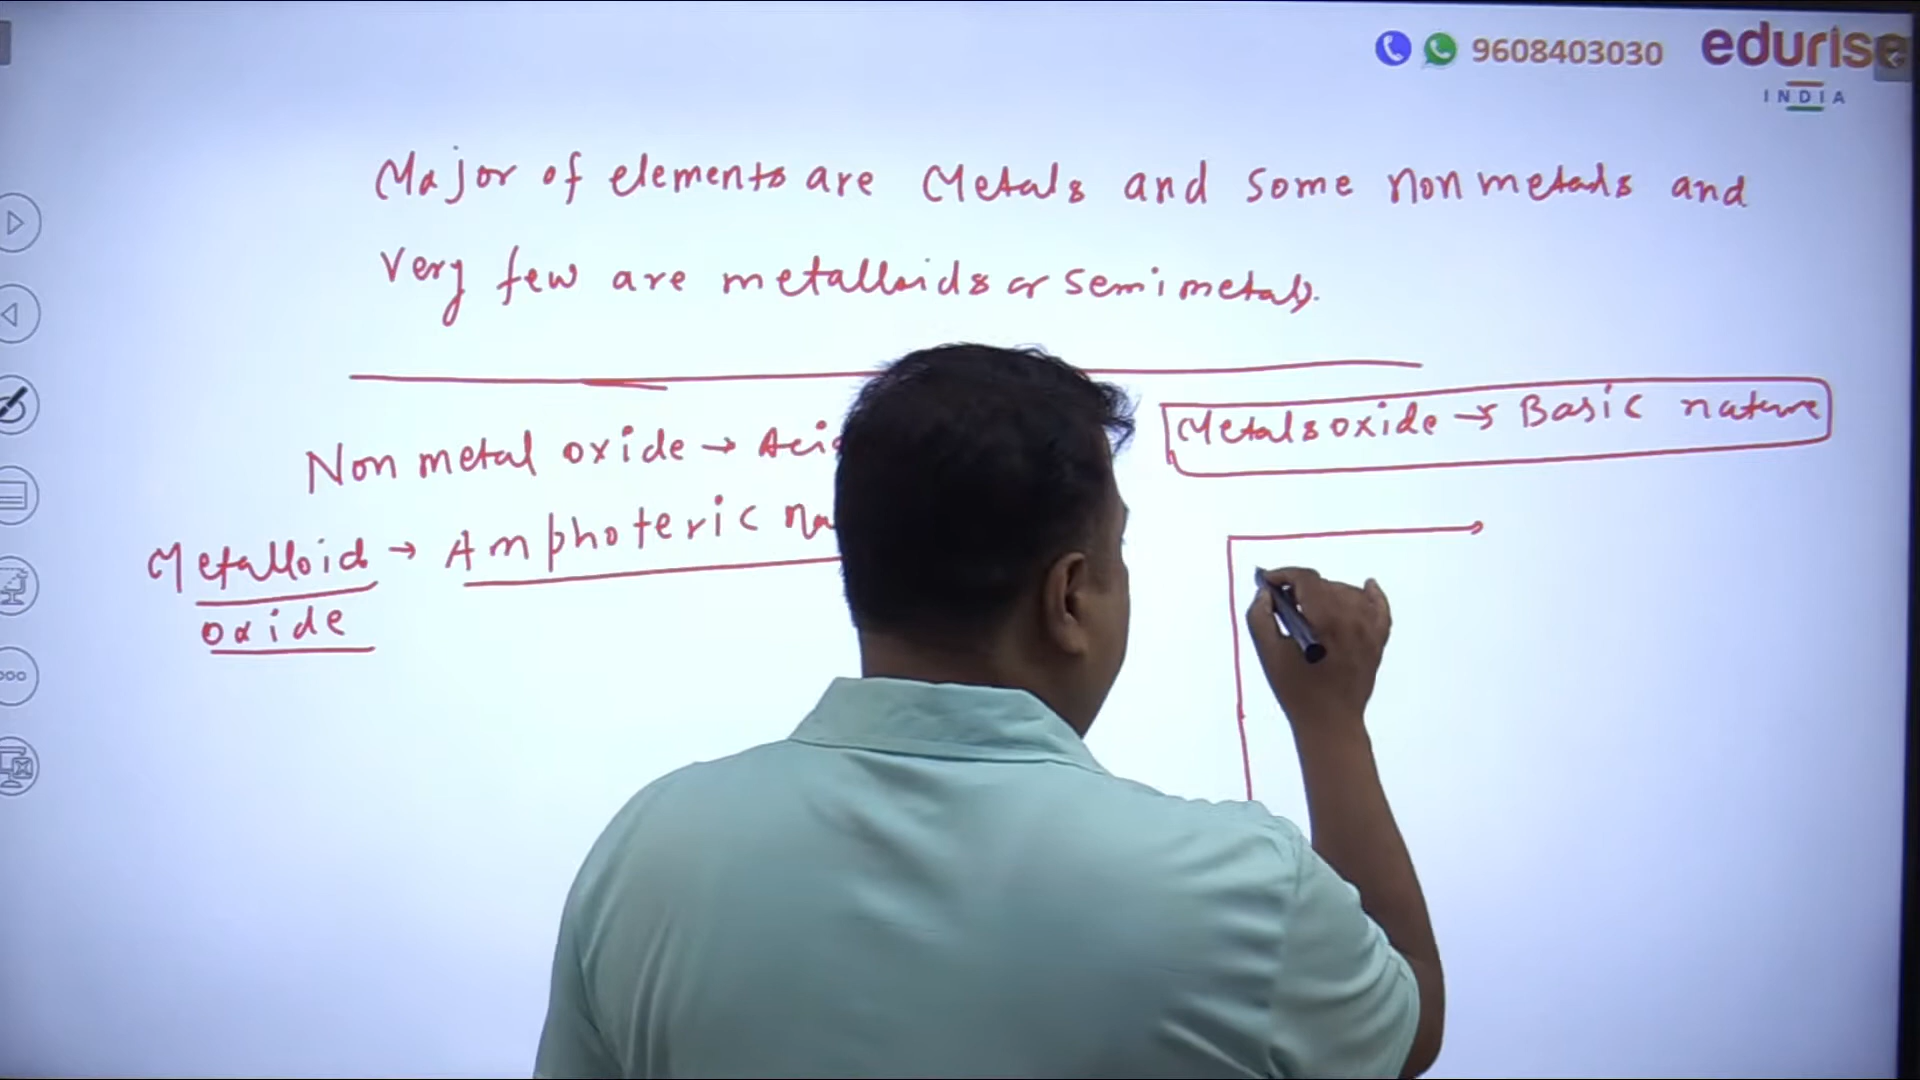 9608403030
edurise
INDIA
Major of elements are Metals and some non metals and
very few are metalloids or semimetals.
Non metal oxide → Aci
Metals oxide → Basic nature
Metalloid → Amphoteric na
oxide